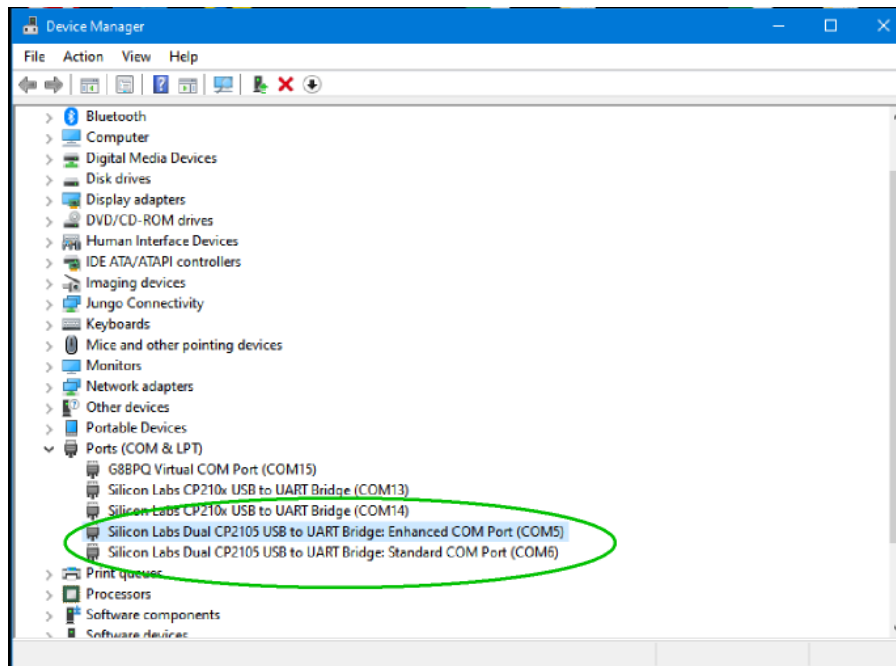 Device Manager
File Action View Help
Bluetooth
Computer
Digital Media Devices
Disk drives
Display adapters
DVD/CD-ROM drives
Human Interface Devices
IDE ATA/ATAPI controllers
Imaging devices
Jungo Connectivity
Keyboards
Mice and other pointing devices
Monitors
Network adapters
Other devices
Portable Devices
Ports (COM & LPT)
G8BPQ Virtual COM Port (COM15)
Silicon Labs CP210x USB to UART Bridge (COM13)
Silicon Labs CP210x USB to UART Bridge (COM14)
Silicon Labs Dual CP2105 USB to UART Bridge: Enhanced COM Port (COM5)
Silicon Labs Dual CP2105 USB to UART Bridge: Standard COM Port (COM6)
Print queues
Processors
Software components
Software devices